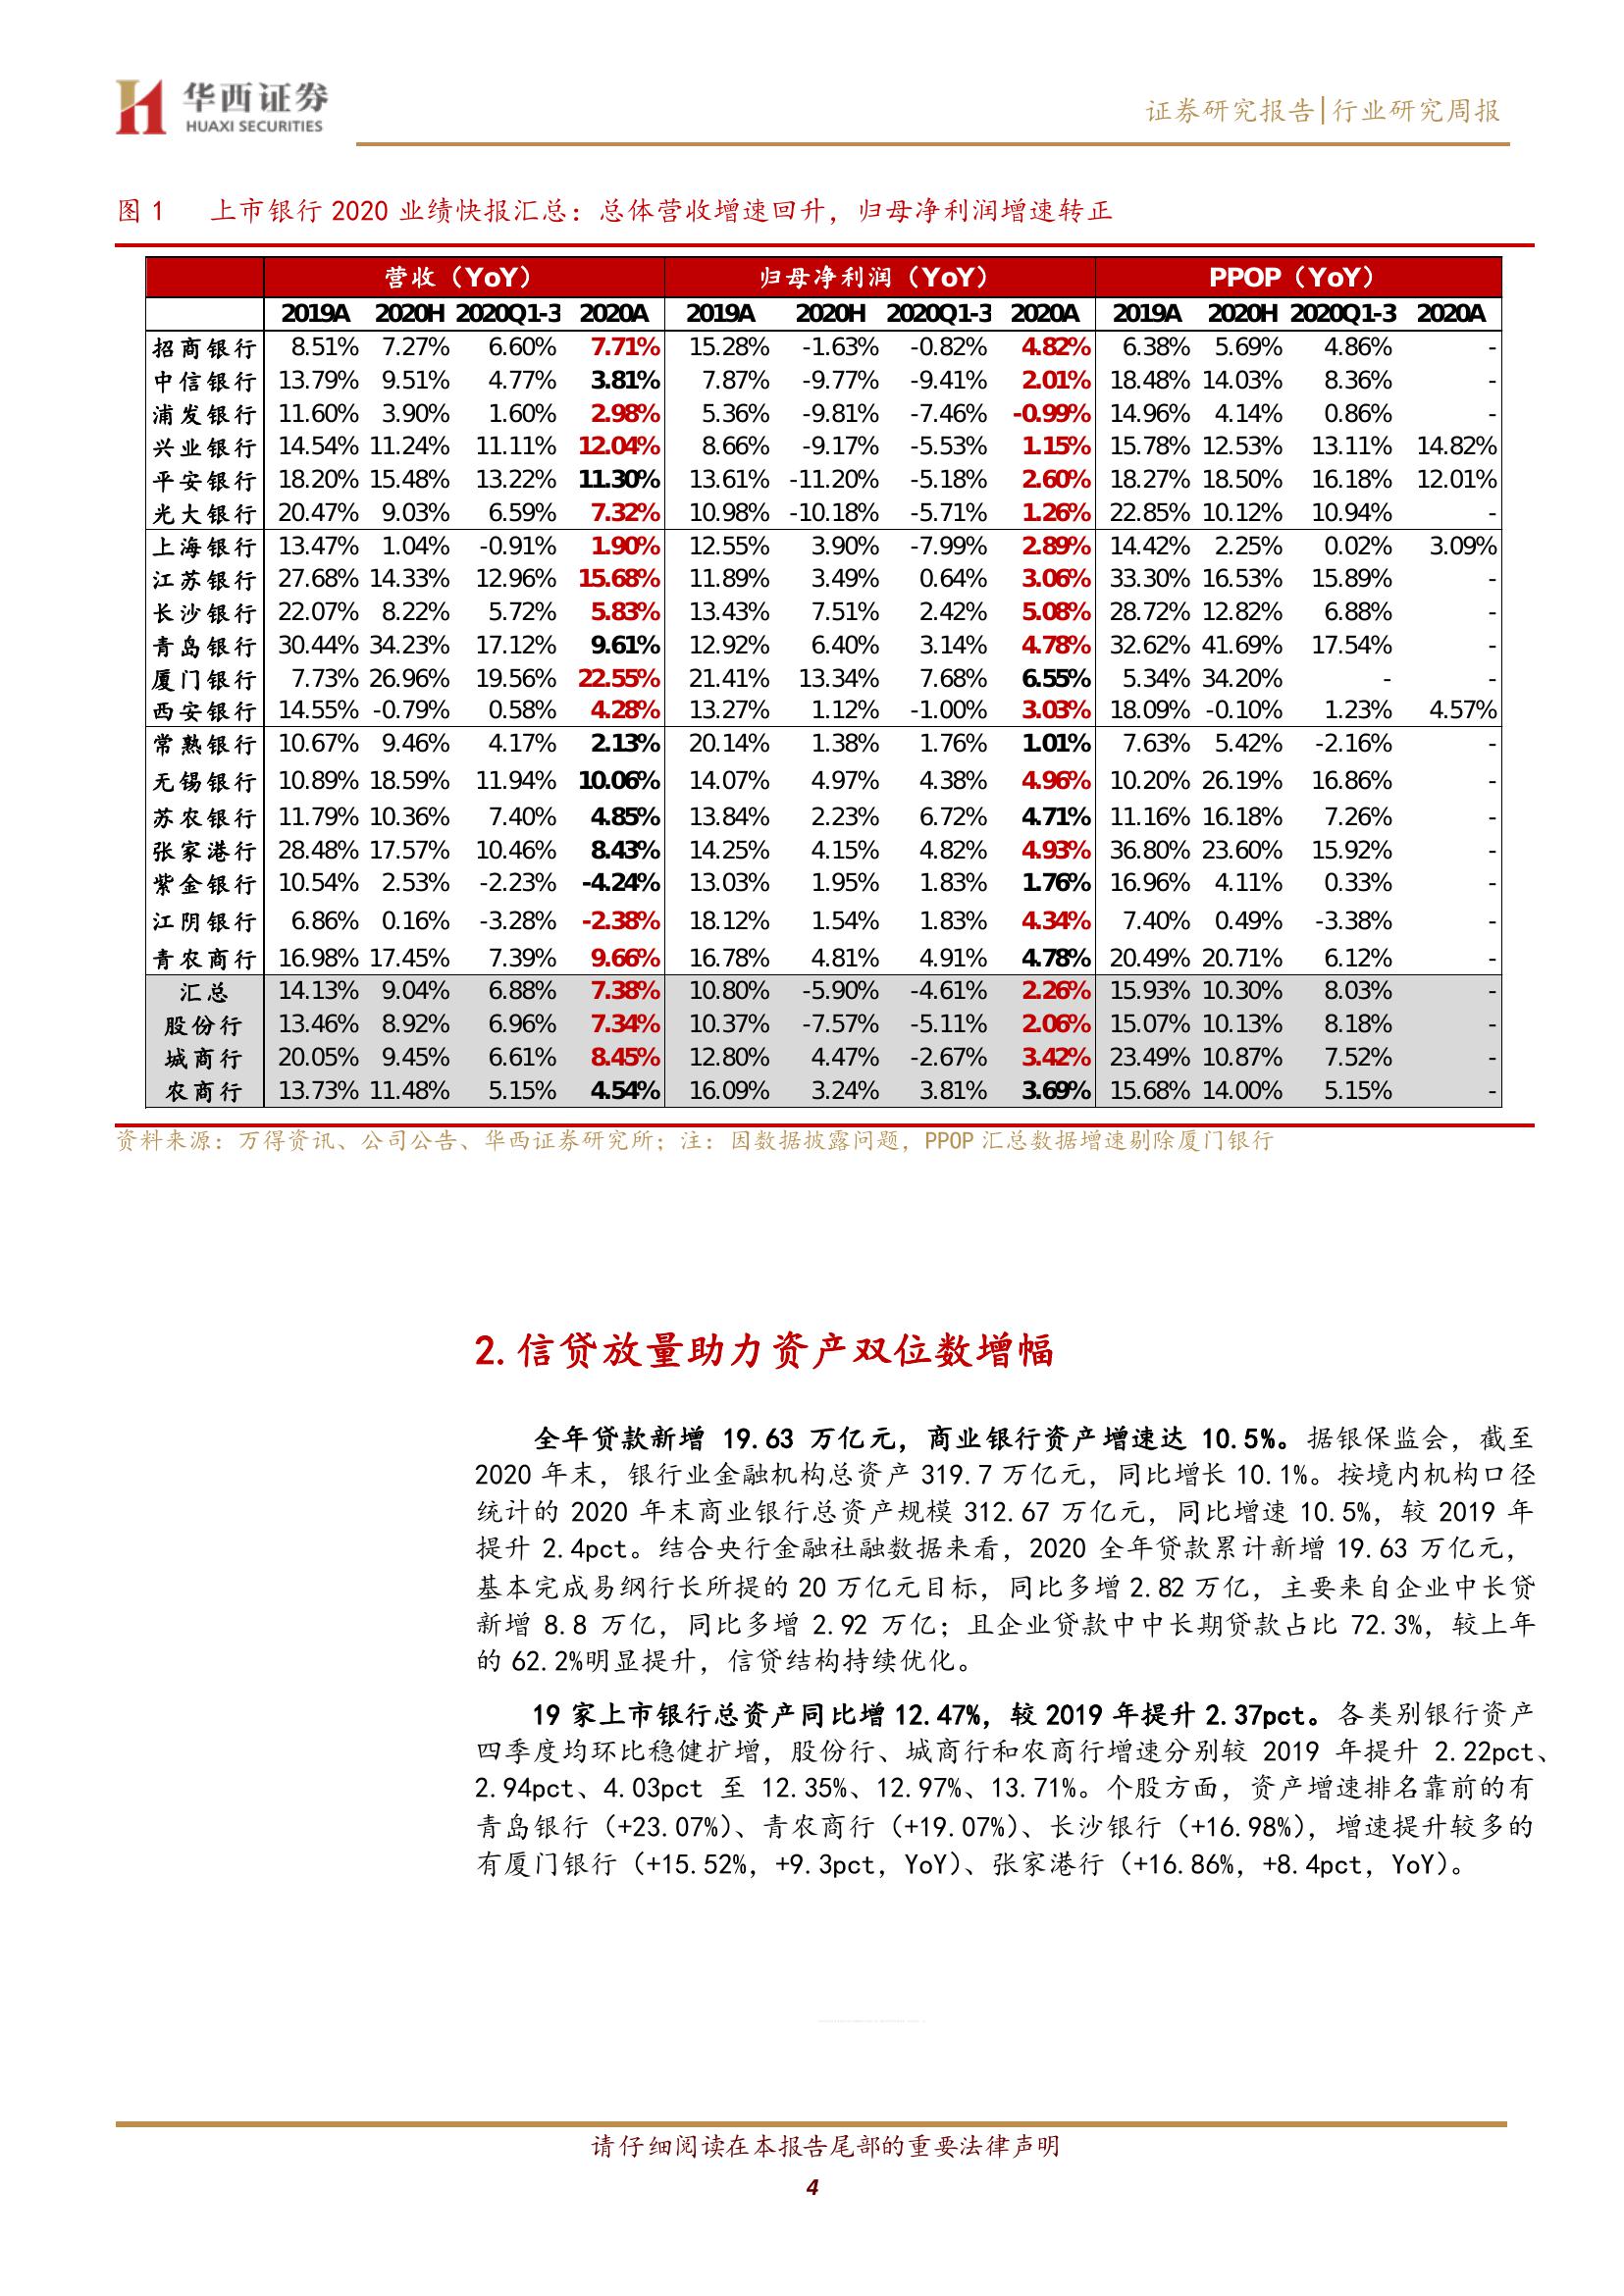 华西证券
HUAXI SECURITIES
证券研究报告|行业研究周报
图 1 上市银行 2020 业绩快报汇总：总体营收增速回升，归母净利润增速转正
营收（YoY） 归母净利润（YoY） PPOP（YoY）
2019A 2020H 2020Q1-3 2020A 2019A 2020H 2020Q1-3 2020A 2019A 2020H 2020Q1-3 2020A
招商银行 8.51% 7.27% 6.60% 7.71% 15.28% -1.63% -0.82% 4.82% 6.38% 5.69% 4.86% -
中信银行 13.79% 9.51% 4.77% 3.81% 7.87% -9.77% -9.41% 2.01% 18.48% 14.03% 8.36% -
浦发银行 11.60% 3.90% 1.60% 2.98% 5.36% -9.81% -7.46% -0.99% 14.96% 4.14% 0.86% -
兴业银行 14.54% 11.24% 11.11% 12.04% 8.66% -9.17% -5.53% 1.15% 15.78% 12.53% 13.11% 14.82%
平安银行 18.20% 15.48% 13.22% 11.30% 13.61% -11.20% -5.18% 2.60% 18.27% 18.50% 16.18% 12.01%
光大银行 20.47% 9.03% 6.59% 7.32% 10.98% -10.18% -5.71% 1.26% 22.85% 10.12% 10.94% -
上海银行 13.47% 1.04% -0.91% 1.90% 12.55% 3.90% -7.99% 2.89% 14.42% 2.25% 0.02% 3.09%
江苏银行 27.68% 14.33% 12.96% 15.68% 11.89% 3.49% 0.64% 3.06% 33.30% 16.53% 15.89% -
长沙银行 22.07% 8.22% 5.72% 5.83% 13.43% 7.51% 2.42% 5.08% 28.72% 12.82% 6.88% -
青岛银行 30.44% 34.23% 17.12% 9.61% 12.92% 6.40% 3.14% 4.78% 32.62% 41.69% 17.54% -
厦门银行 7.73% 26.96% 19.56% 22.55% 21.41% 13.34% 7.68% 6.55% 5.34% 34.20% - -
西安银行 14.55% -0.79% 0.58% 4.28% 13.27% 1.12% -1.00% 3.03% 18.09% -0.10% 1.23% 4.57%
常熟银行 10.67% 9.46% 4.17% 2.13% 20.14% 1.38% 1.76% 1.01% 7.63% 5.42% -2.16% -
无锡银行 10.89% 18.59% 11.94% 10.06% 14.07% 4.97% 4.38% 4.96% 10.20% 26.19% 16.86% -
苏农银行 11.79% 10.36% 7.40% 4.85% 13.84% 2.23% 6.72% 4.71% 11.16% 16.18% 7.26% -
张家港行 28.48% 17.57% 10.46% 8.43% 14.25% 4.15% 4.82% 4.93% 36.80% 23.60% 15.92% -
紫金银行 10.54% 2.53% -2.23% -4.24% 13.03% 1.95% 1.83% 1.76% 16.96% 4.11% 0.33% -
江阴银行 6.86% 0.16% -3.28% -2.38% 18.12% 1.54% 1.83% 4.34% 7.40% 0.49% -3.38% -
青农商行 16.98% 17.45% 7.39% 9.66% 16.78% 4.81% 4.91% 4.78% 20.49% 20.71% 6.12% -
汇总 14.13% 9.04% 6.88% 7.38% 10.80% -5.90% -4.61% 2.26% 15.93% 10.30% 8.03% -
股份行 13.46% 8.92% 6.96% 7.34% 10.37% -7.57% -5.11% 2.06% 15.07% 10.13% 8.18% -
城商行 20.05% 9.45% 6.61% 8.45% 12.80% 4.47% -2.67% 3.42% 23.49% 10.87% 7.52% -
农商行 13.73% 11.48% 5.15% 4.54% 16.09% 3.24% 3.81% 3.69% 15.68% 14.00% 5.15% -
资料来源：万得资讯、公司公告、华西证券研究所；注：因数据披露问题，PPOP 汇总数据增速剔除厦门银行
2. 信贷放量助力资产双位数增幅
全年贷款新增 19.63 万亿元，商业银行资产增速达 10.5%。据银保监会，截至
2020 年末，银行业金融机构总资产 319.7 万亿元，同比增长 10.1%。按境内机构口径
统计的 2020 年末商业银行总资产规模 312.67 万亿元，同比增速 10.5%，较 2019 年
提升 2.4pct。结合央行金融社融数据来看，2020 全年贷款累计新增 19.63 万亿元，
基本完成易纲行长所提的 20 万亿元目标，同比多增 2.82 万亿，主要来自企业中长贷
新增 8.8 万亿，同比多增 2.92 万亿；且企业贷款中中长期贷款占比 72.3%，较上年
的 62.2%明显提升，信贷结构持续优化。
19 家上市银行总资产同比增 12.47%，较 2019 年提升 2.37pct。各类别银行资产
四季度均环比稳健扩增，股份行、城商行和农商行增速分别较 2019 年提升 2.22pct、
2.94pct、4.03pct 至 12.35%、12.97%、13.71%。个股方面，资产增速排名靠前的有
青岛银行（+23.07%）、青农商行（+19.07%）、长沙银行（+16.98%），增速提升较多的
有厦门银行（+15.52%，+9.3pct，YoY）、张家港行（+16.86%，+8.4pct，YoY）。
请仔细阅读在本报告尾部的重要法律声明
4